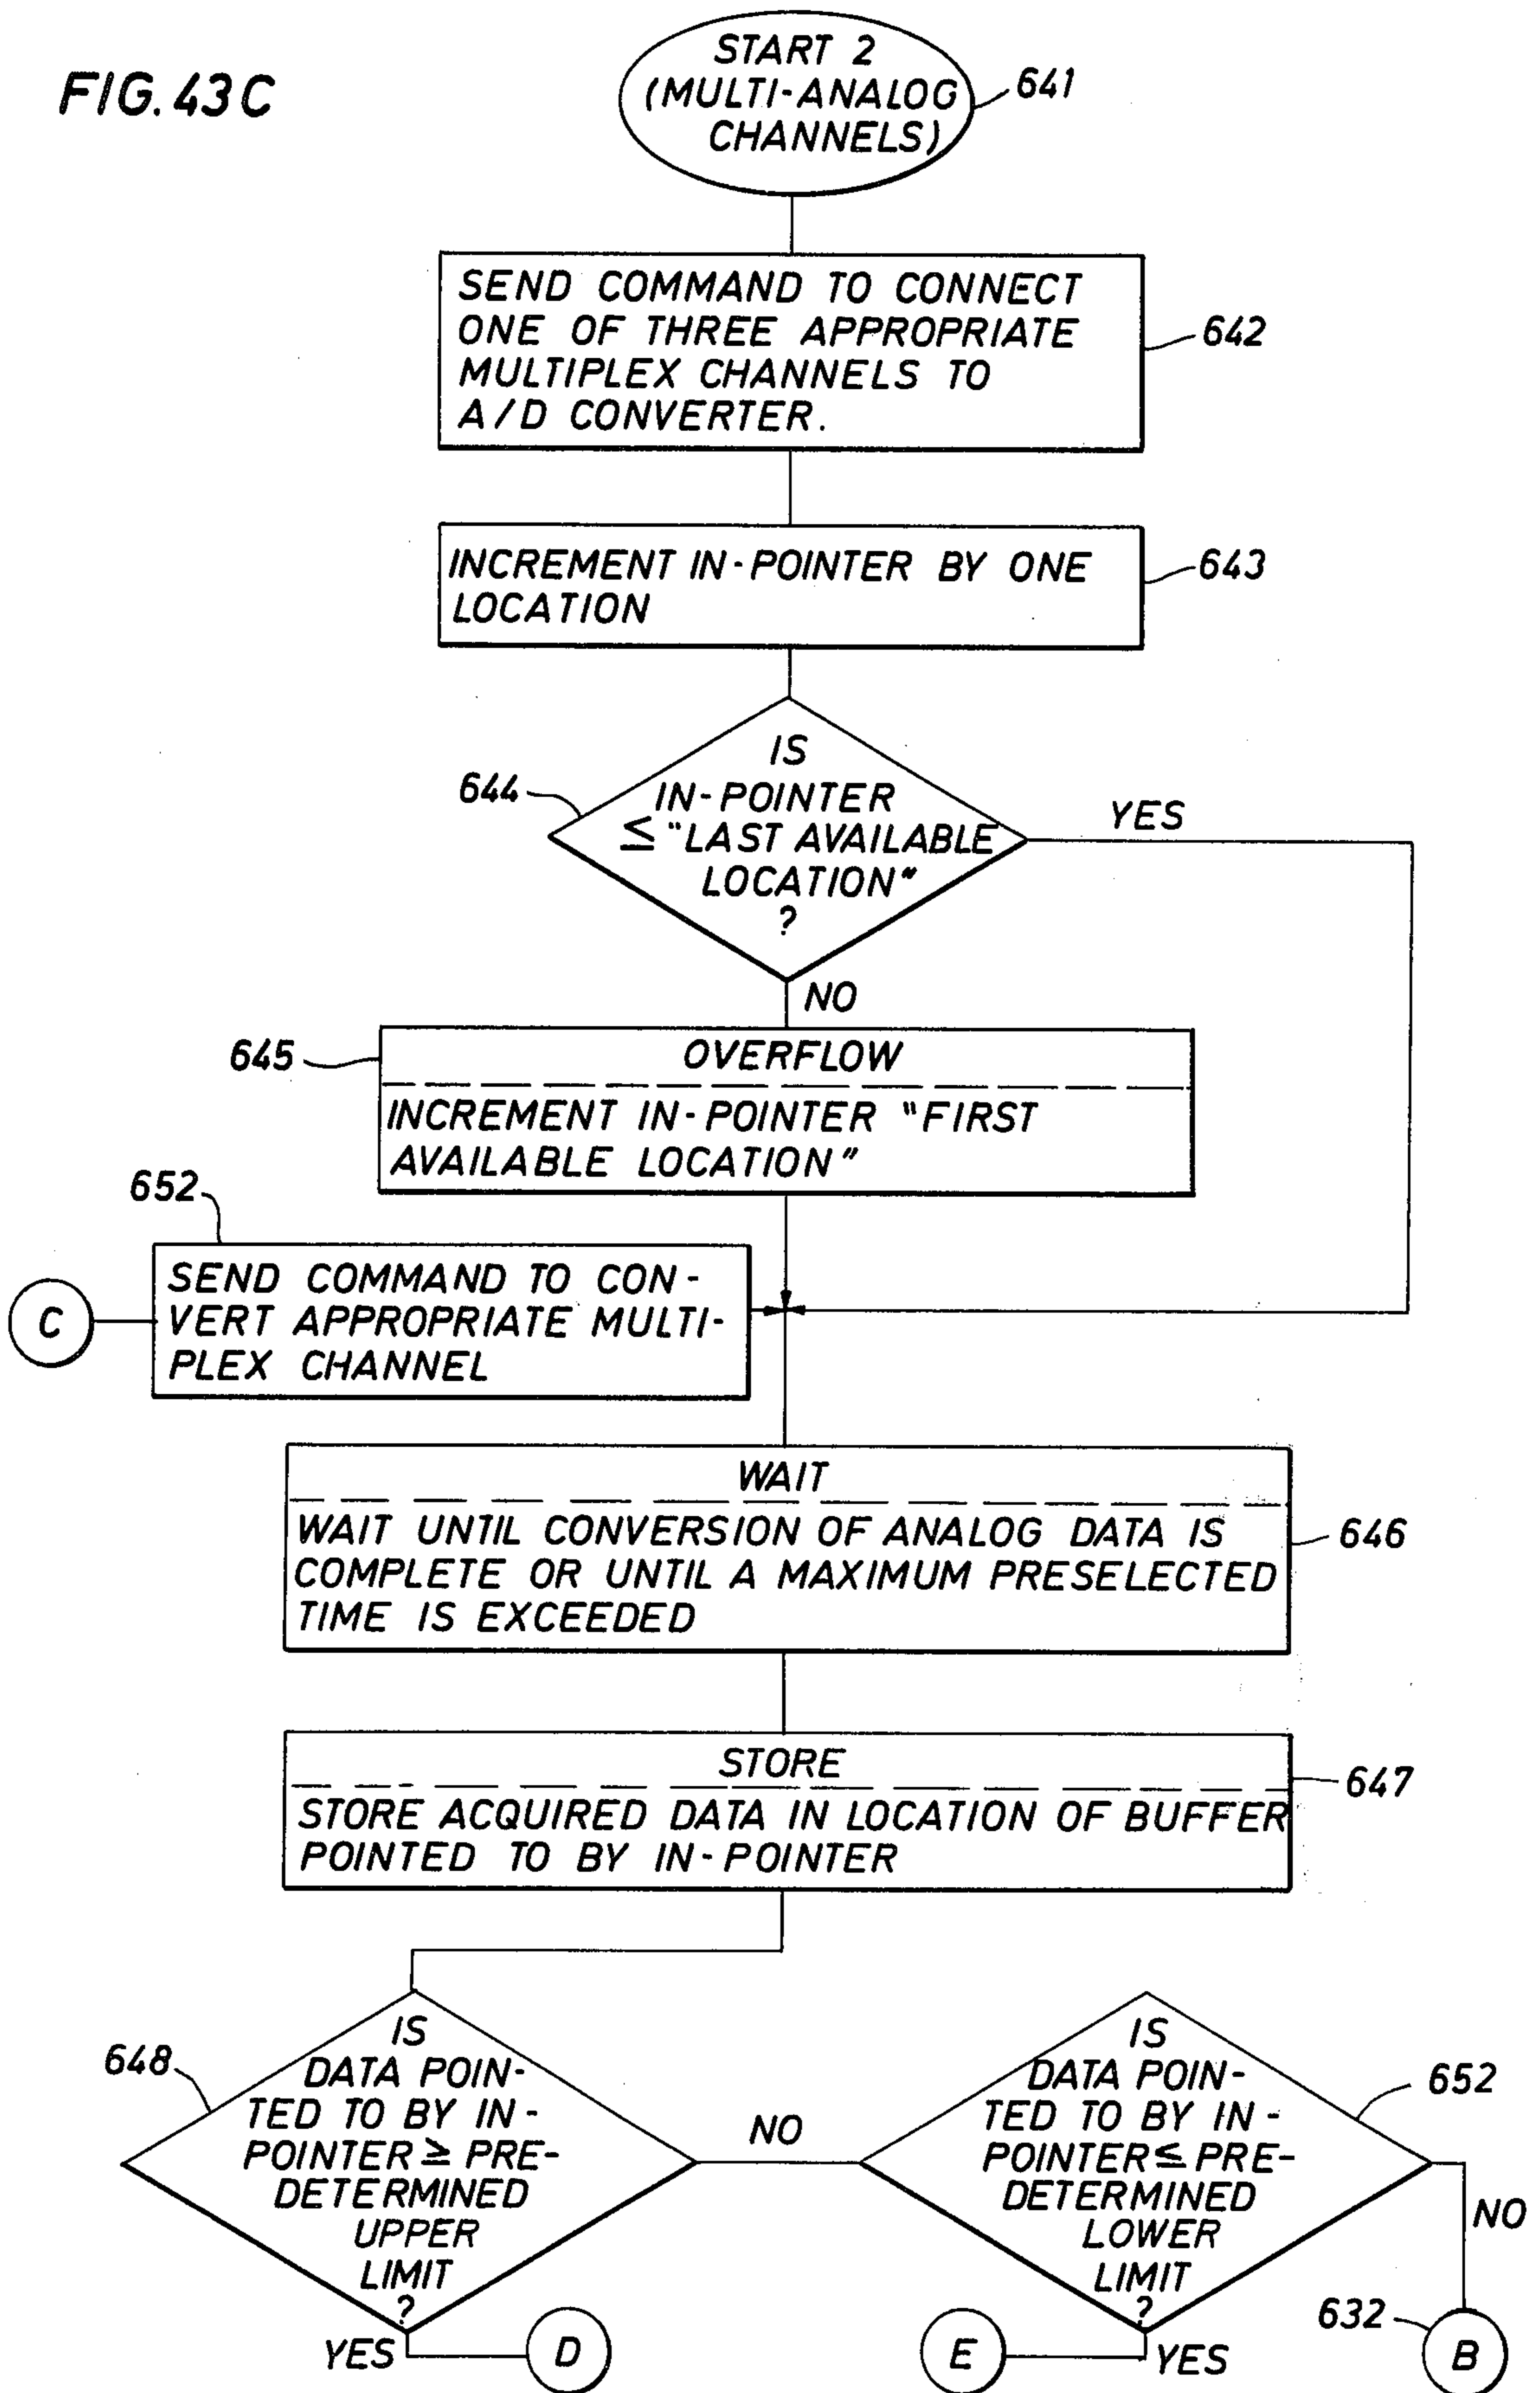 FIG. 43C
START 2
(MULTI-ANALOG
CHANNELS)
641
SEND COMMAND TO CONNECT
ONE OF THREE APPROPRIATE
MULTIPLEX CHANNELS TO
A/D CONVERTER.
642
INCREMENT IN-POINTER BY ONE
LOCATION
643
644
IS
IN-POINTER
≤ "LAST AVAILABLE
LOCATION"
?
YES
NO
645
OVERFLOW
INCREMENT IN-POINTER "FIRST
AVAILABLE LOCATION"
652
C
SEND COMMAND TO CON-
VERT APPROPRIATE MULTI-
PLEX CHANNEL
WAIT
WAIT UNTIL CONVERSION OF ANALOG DATA IS
COMPLETE OR UNTIL A MAXIMUM PRESELECTED
TIME IS EXCEEDED
646
STORE
STORE ACQUIRED DATA IN LOCATION OF BUFFER
POINTED TO BY IN-POINTER
647
648
IS
DATA POIN-
TED TO BY IN-
POINTER ≥ PRE-
DETERMINED
UPPER
LIMIT
?
YES
D
NO
IS
DATA POIN-
TED TO BY IN-
POINTER ≤ PRE-
DETERMINED
LOWER
LIMIT
?
652
E
YES
NO
632
B